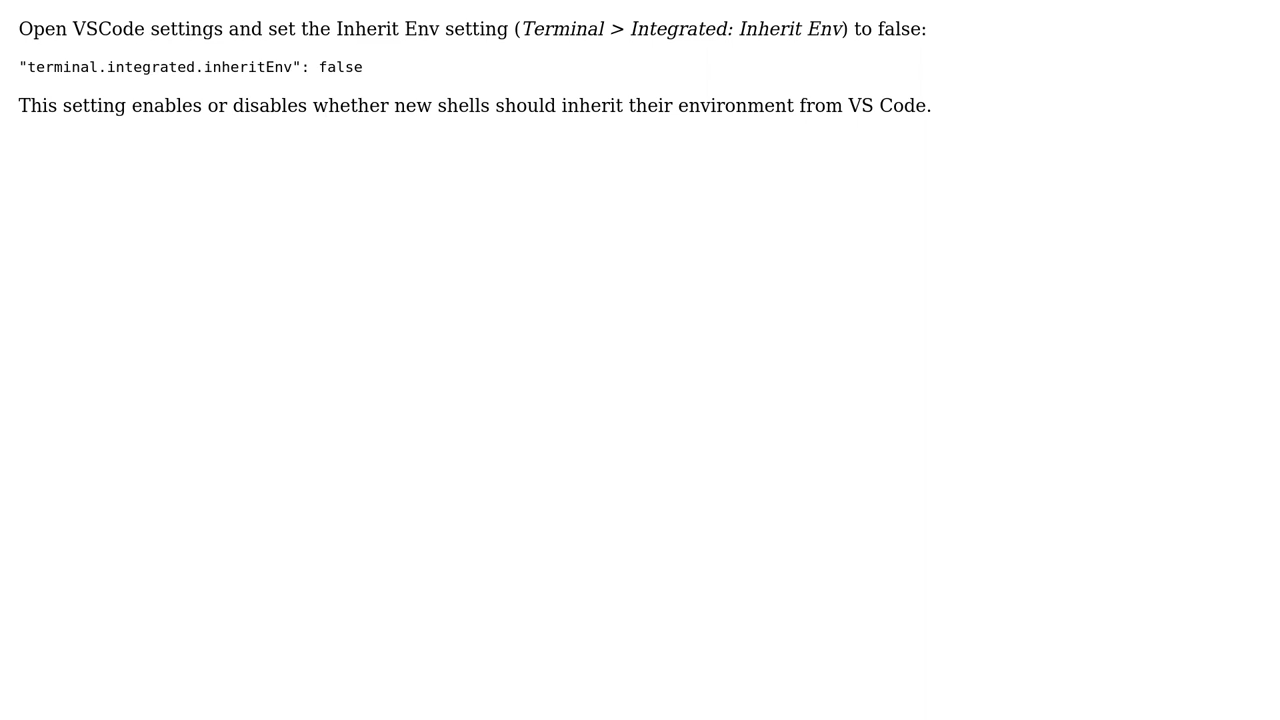 Open VSCode settings and set the Inherit Env setting (Terminal > Integrated: Inherit Env) to false:
"terminal.integrated.inheritEnv": false
This setting enables or disables whether new shells should inherit their environment from VS Code.